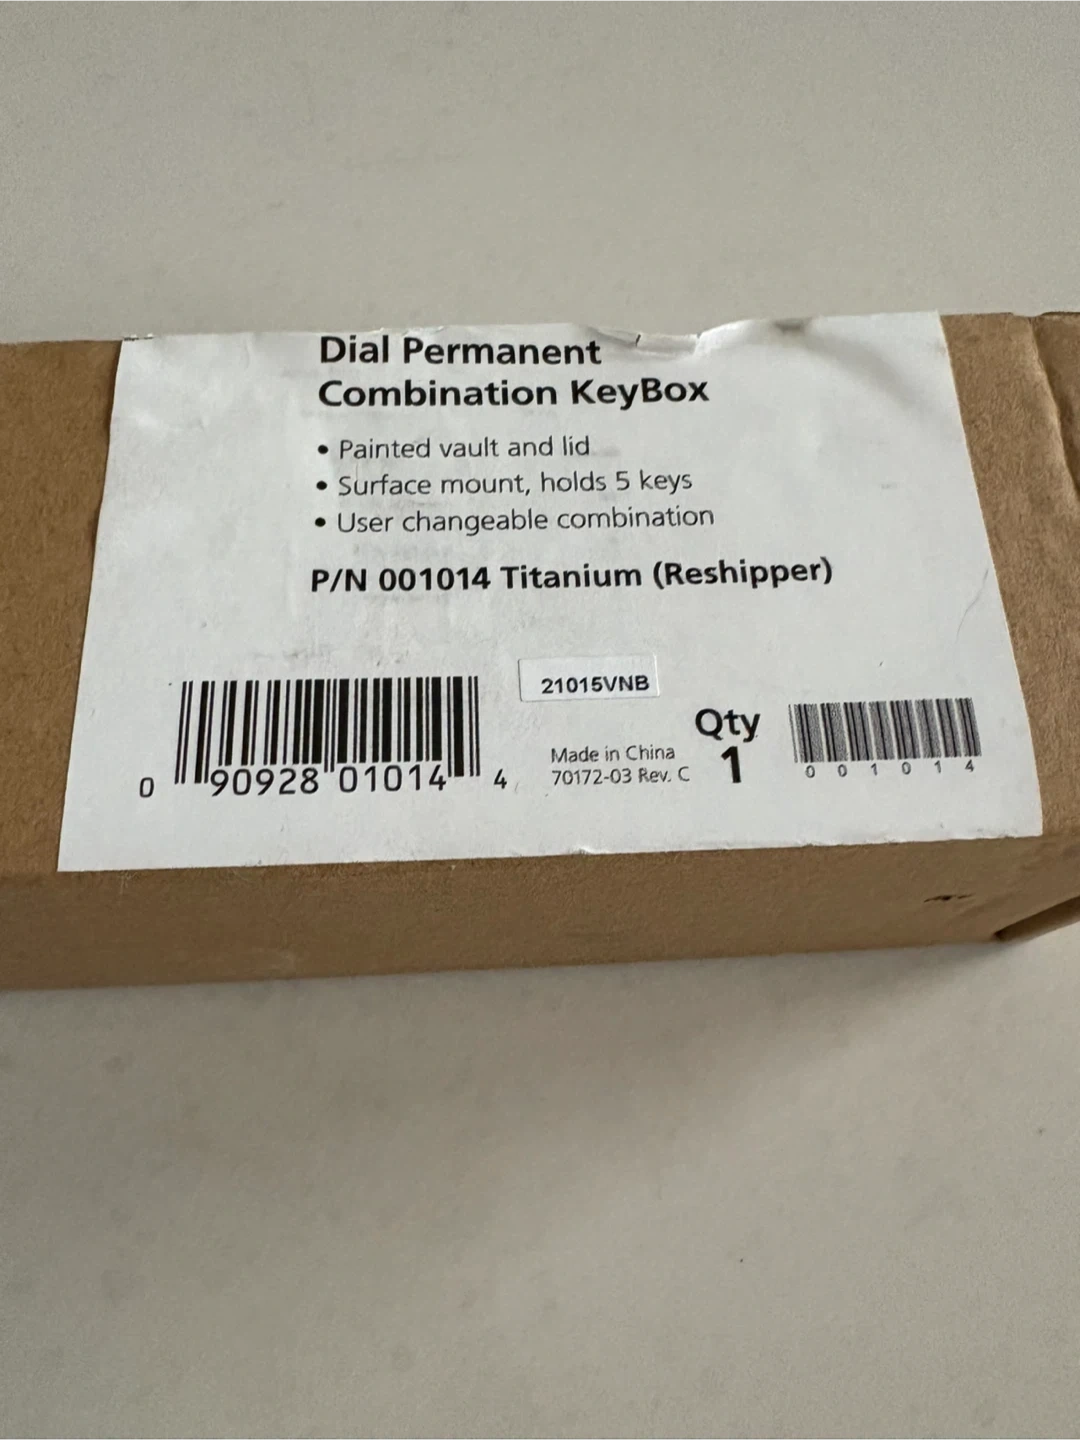 Dial Permanent
Combination KeyBox
• Painted vault and lid
• Surface mount, holds 5 keys
• User changeable combination
P/N 001014 Titanium (Reshipper)
21015VNB
Qty
1
Made in China
70172-03 Rev. C
0 90928 01014 4
0 0 1 0 1 4